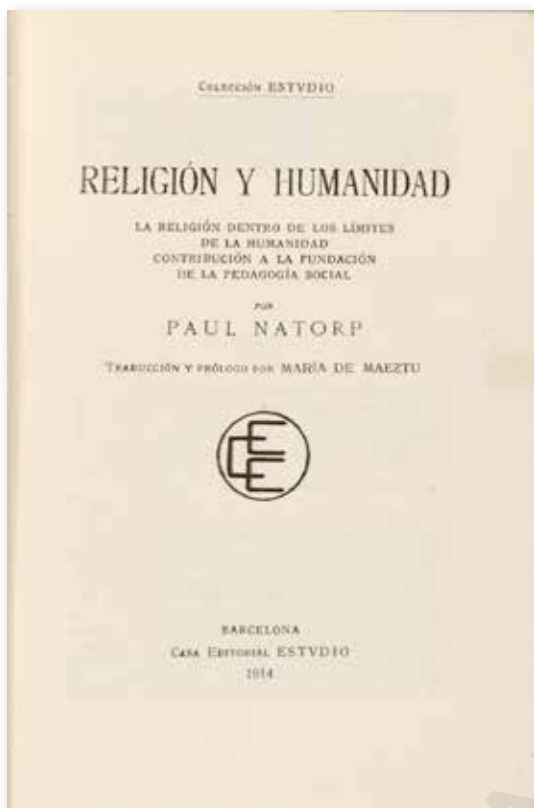 Colección ESTVDIO
RELIGIÓN Y HUMANIDAD
LA RELIGIÓN DENTRO DE LOS LÍMITES
DE LA HUMANIDAD
CONTRIBUCIÓN A LA FUNDACIÓN
DE LA PEDAGOGÍA SOCIAL
POR
PAUL NATORP
TRADUCCIÓN Y PRÓLOGO POR MARÍA DE MAEZTU
CEE
BARCELONA
CASA EDITORIAL ESTVDIO
1914